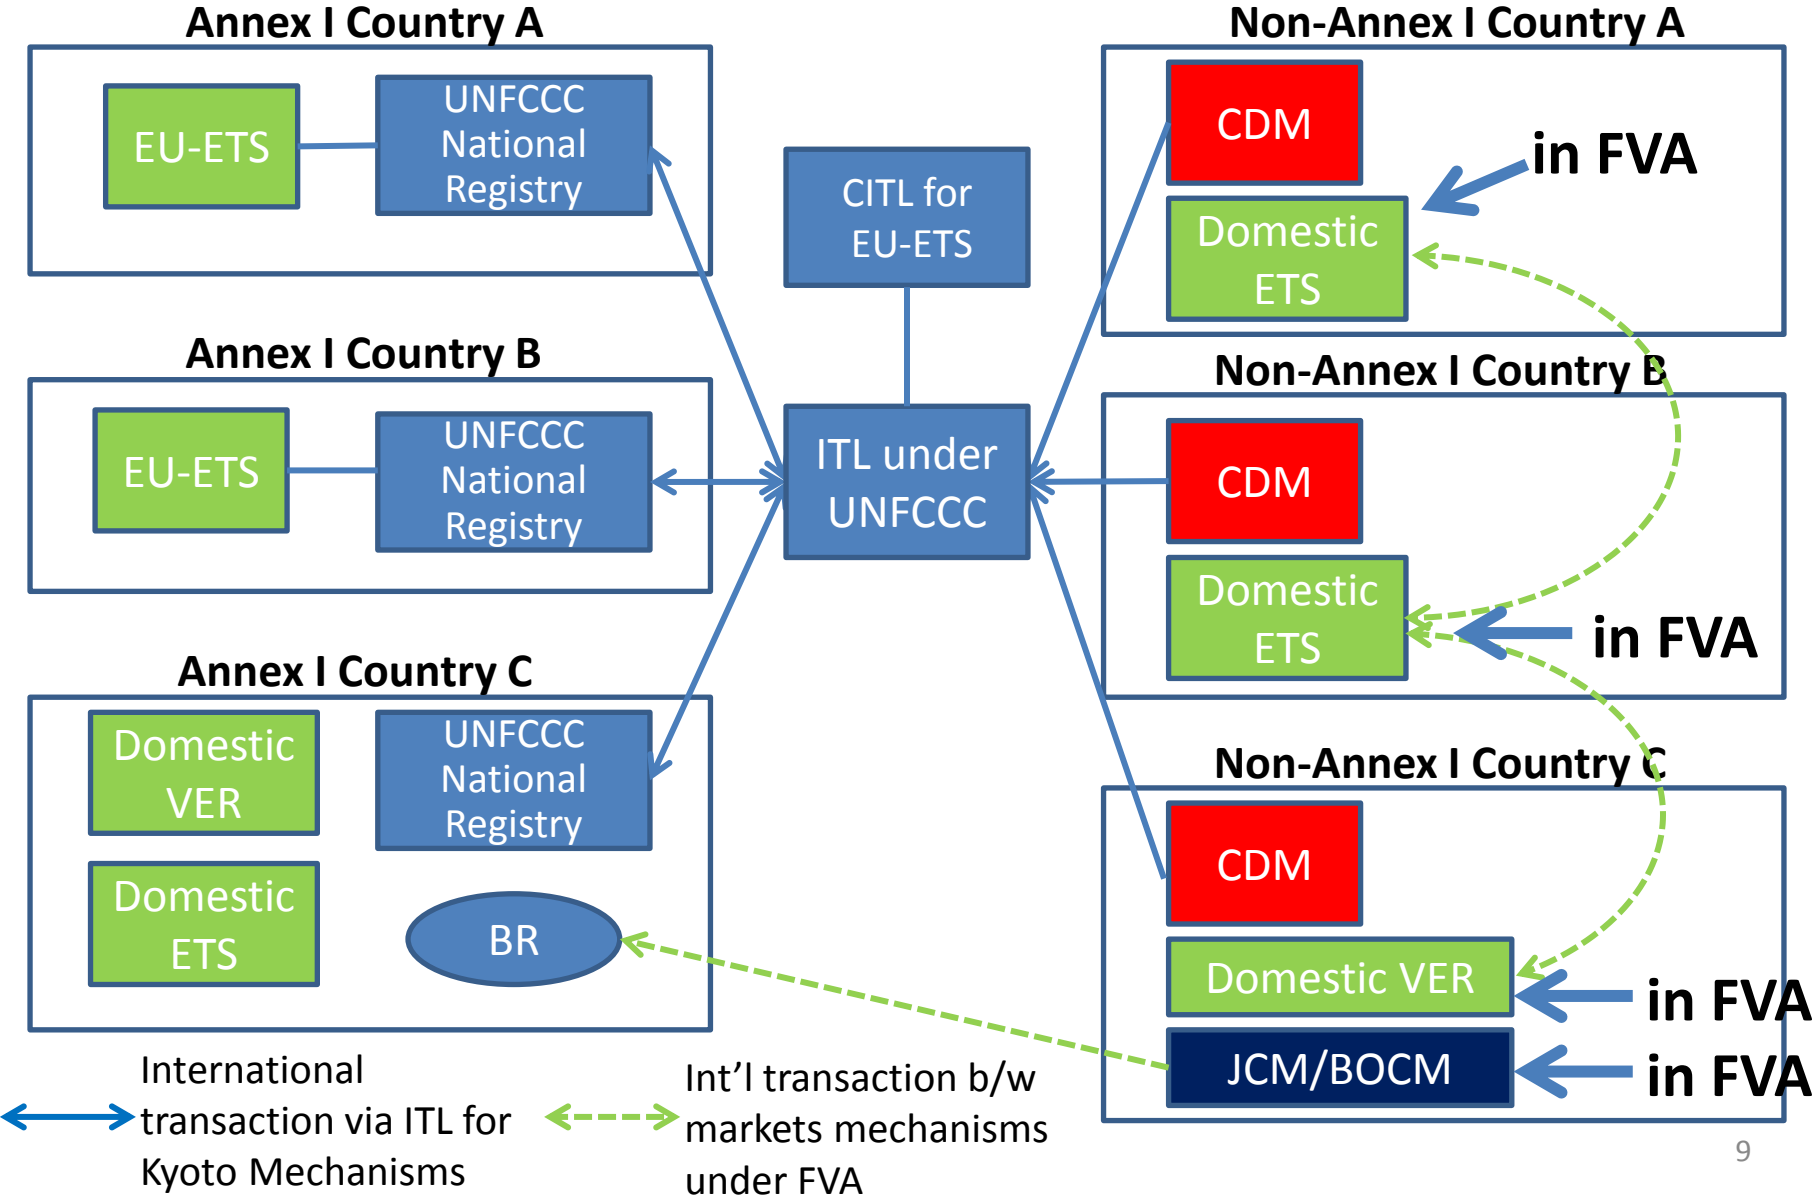 Annex I Country A
EU-ETS
UNFCCC
National
Registry
Annex I Country B
EU-ETS
UNFCCC
National
Registry
Annex I Country C
Domestic
VER
UNFCCC
National
Registry
Domestic
ETS
BR
CITL for
EU-ETS
ITL under
UNFCCC
Non-Annex I Country A
CDM
in FVA
Domestic
ETS
Non-Annex I Country B
CDM
Domestic
ETS
in FVA
Non-Annex I Country C
CDM
Domestic VER
in FVA
JCM/BOCM
in FVA
International
transaction via ITL for
Kyoto Mechanisms
Int'l transaction b/w
markets mechanisms
under FVA
9